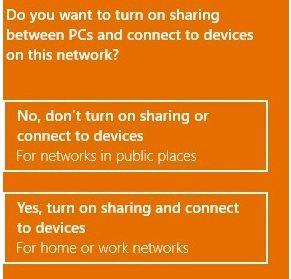 Do you want to turn on sharing
between PCs and connect to devices
on this network?
No, don't turn on sharing or
connect to devices
For networks in public places
Yes, turn on sharing and connect
to devices
For home or work networks